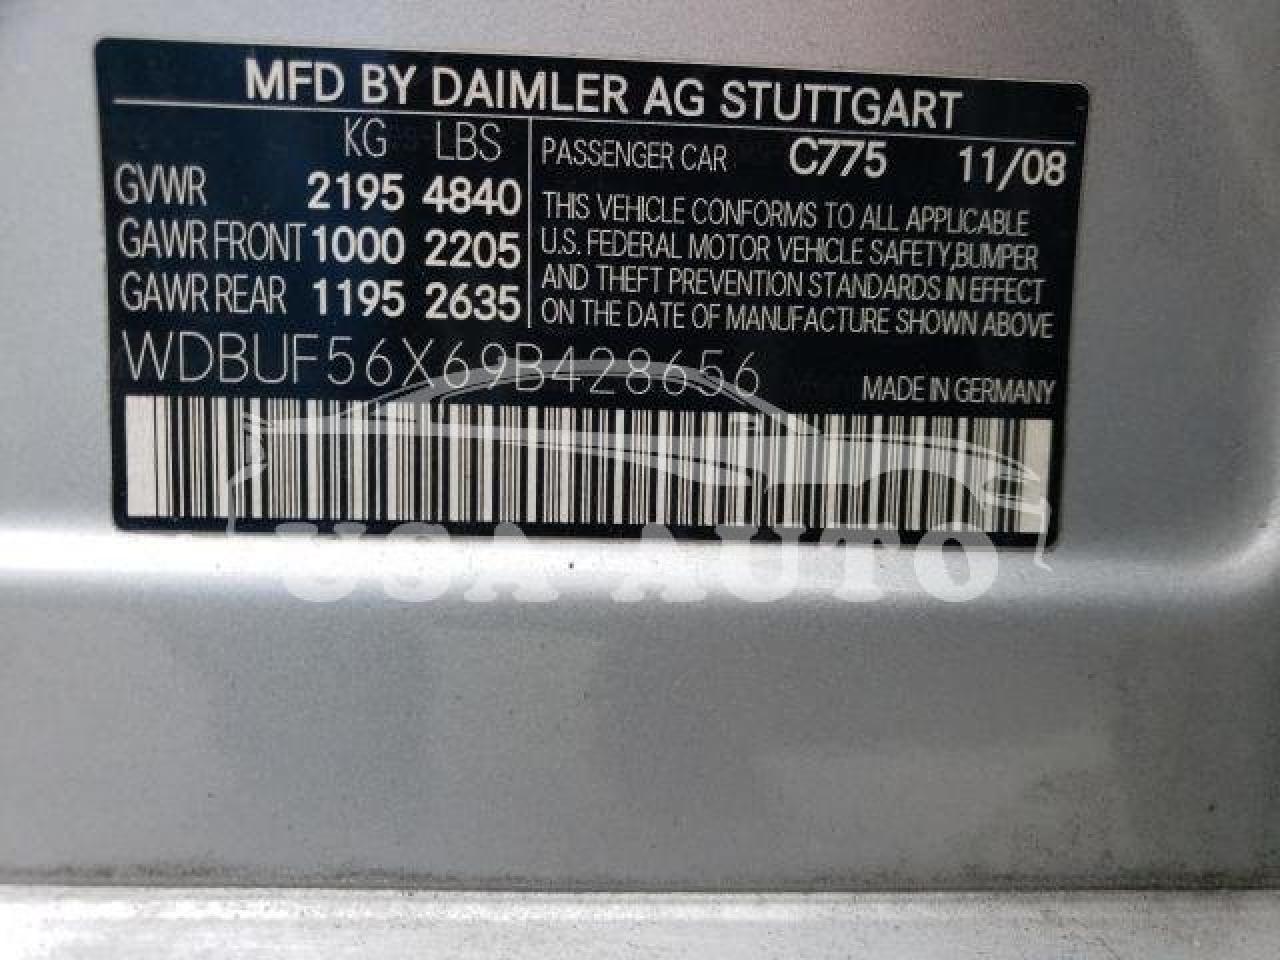 MFD BY DAIMLER AG STUTTGART
KG LBS
GVWR 2195 4840
GAWR FRONT 1000 2205
GAWR REAR 1195 2635
PASSENGER CAR C775 11/08
THIS VEHICLE CONFORMS TO ALL APPLICABLE
U.S. FEDERAL MOTOR VEHICLE SAFETY,BUMPER
AND THEFT PREVENTION STANDARDS IN EFFECT
ON THE DATE OF MANUFACTURE SHOWN ABOVE
WDBUF56X69B428656
MADE IN GERMANY
USA AUTO